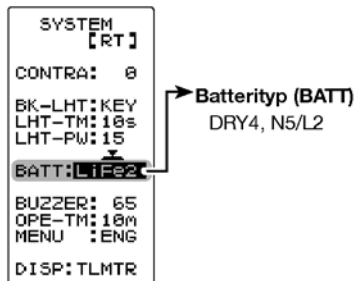 SYSTEM
[RT]
CONTRA: 0
BK-LHT:KEY
LHT-TM:10s
LHT-PW:15
BATT:LiFe2
BUZZER: 65
OPE-TM:10m
MENU :ENG
DISP:TLMTR
Batterityp (BATT)
DRY4, N5/L2